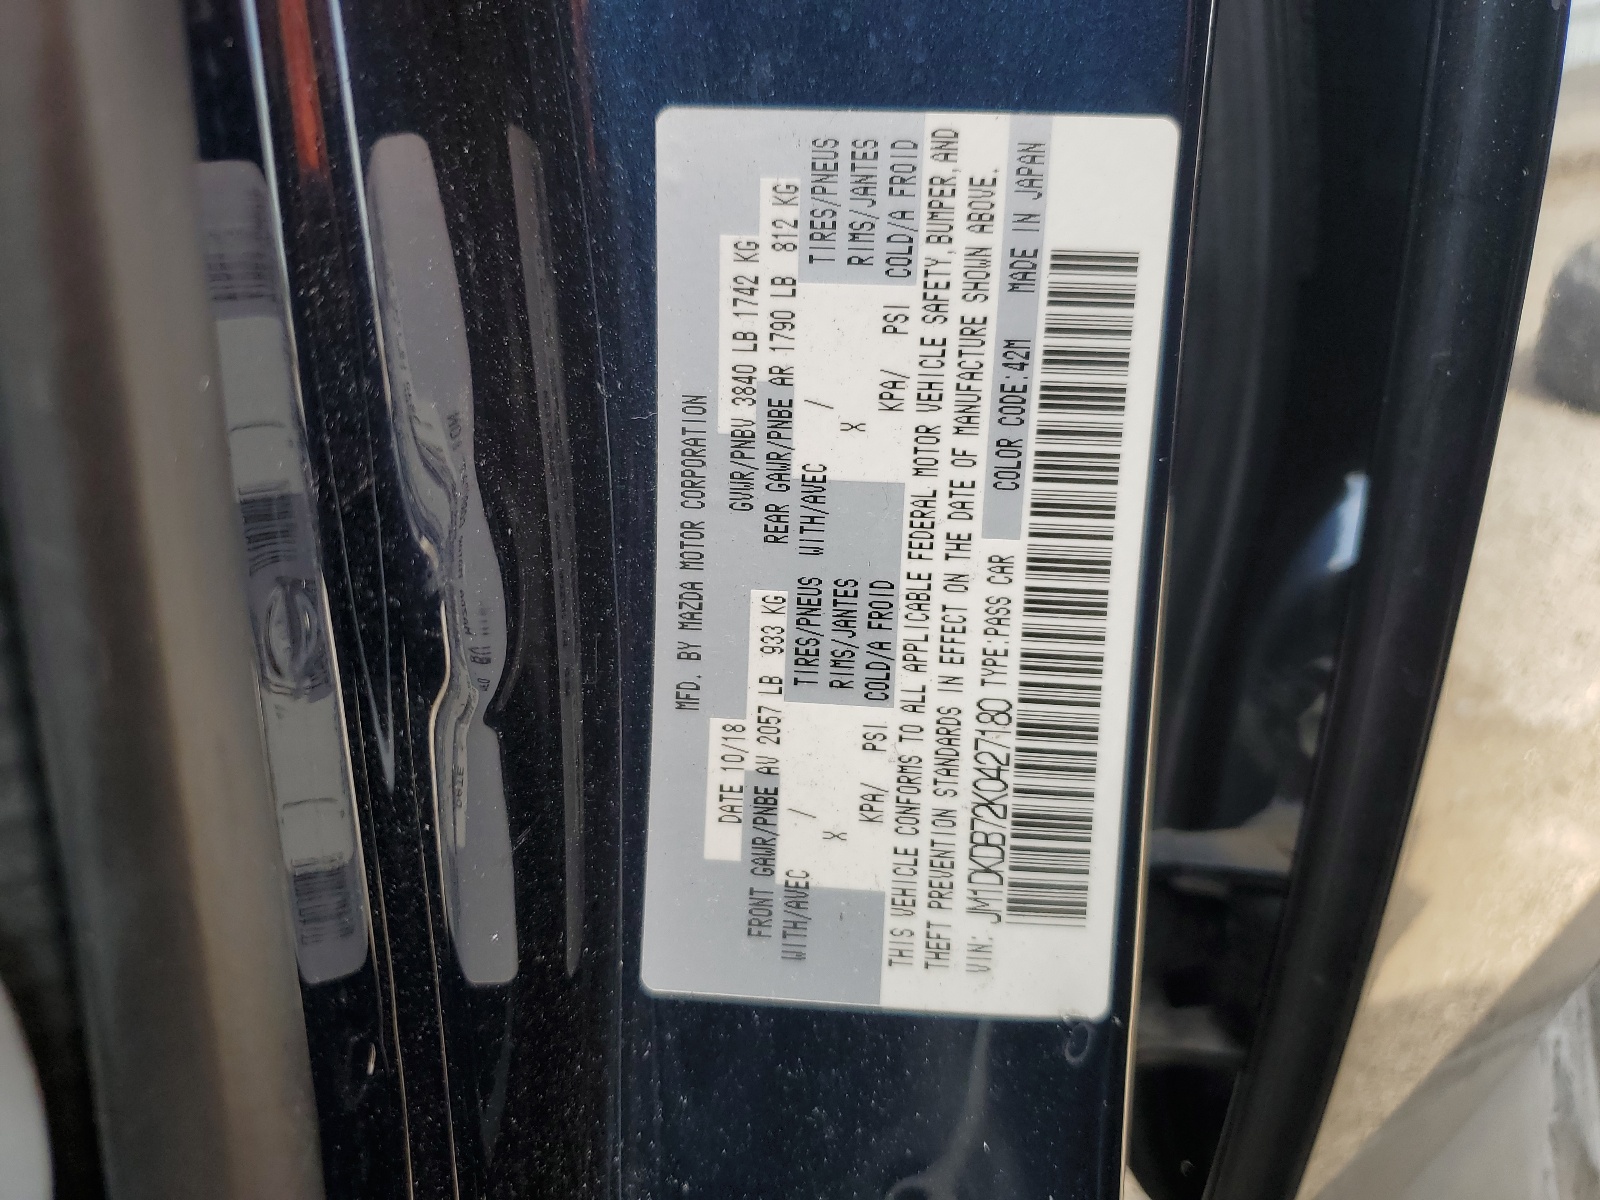 MFD. BY MAZDA MOTOR CORPORATION
DATE 10/18 GVWR/PNBV 3840 LB 1742 KG
FRONT GAWR/PNBE AV 2057 LB 933 KG REAR GAWR/PNBE AR 1790 LB 812 KG
WITH/AVEC / TIRES/PNEUS WITH/AVEC / TIRES/PNEUS
X RIMS/JANTES X RIMS/JANTES
KPA/ PSI COLD/A FROID KPA/ PSI COLD/A FROID
THIS VEHICLE CONFORMS TO ALL APPLICABLE FEDERAL MOTOR VEHICLE SAFETY, BUMPER, AND
THEFT PREVENTION STANDARDS IN EFFECT ON THE DATE OF MANUFACTURE SHOWN ABOVE.
VIN: JM1DKDB72K0427180 TYPE:PASS CAR COLOR CODE:42M MADE IN JAPAN